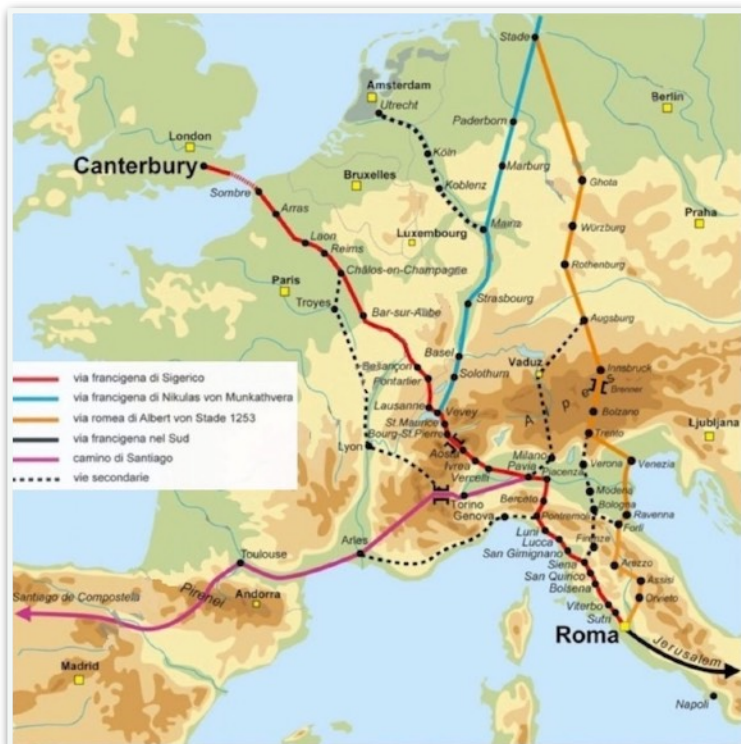 Stade
Amsterdam
Utrecht
Berlin
Paderborn
London
Köln
Marburg
Canterbury
Koblenz
Ghota
Sombre
Bruxelles
Arras
Mainz
Würzburg
Praha
Laon
Luxembourg
Reims
Rothenburg
Châlos-en-Champagne
Paris
Troyes
Strasbourg
Bar-sur-Albe
Augsburg
Basel
Vaduz
Beliançon
Solothurn
Innsbruck
Pontarlier
Brenner
Alpes
via francigena di Sigerico
via francigena di Nikulas von Munkathvera
via romea di Albert von Stade 1253
via francigena nel Sud
camino di Santiago
vie secondarie
Lausanne
Vevey
Bolzano
St.Maurice
Ljubljana
Bourg-St.Pierre
Trento
Lyon
Aosta
Milano
Verona
Venezia
Ivrea
Pavia
Vercelli
Piacenza
Modena
Torino
Berceto
Bologna
Genova
Pontremoli
Ravenna
Forlì
Luni
Firenze
Arles
Lucca
Toulouse
San Gimignano
Arezzo
Siena
San Quinco
Assisi
Pirenei
Bolsena
Santiago de Compostela
Andorra
Orvieto
Viterbo
Sutri
Roma
Jerusalem
Madrid
Napoli